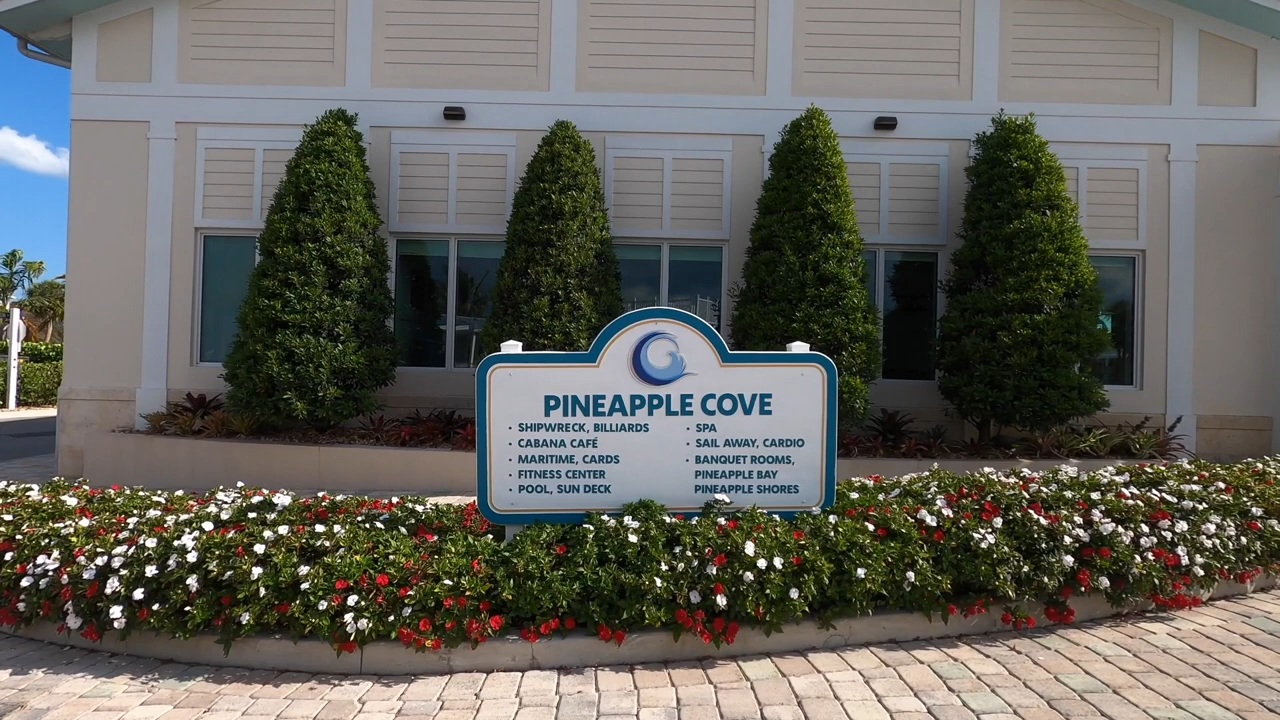 PINEAPPLE COVE
• SHIPWRECK, BILLIARDS
• CABANA CAFÉ
• MARITIME, CARDS
• FITNESS CENTER
• POOL, SUN DECK
• SPA
• SAIL AWAY, CARDIO
• BANQUET ROOMS,
PINEAPPLE BAY
PINEAPPLE SHORES